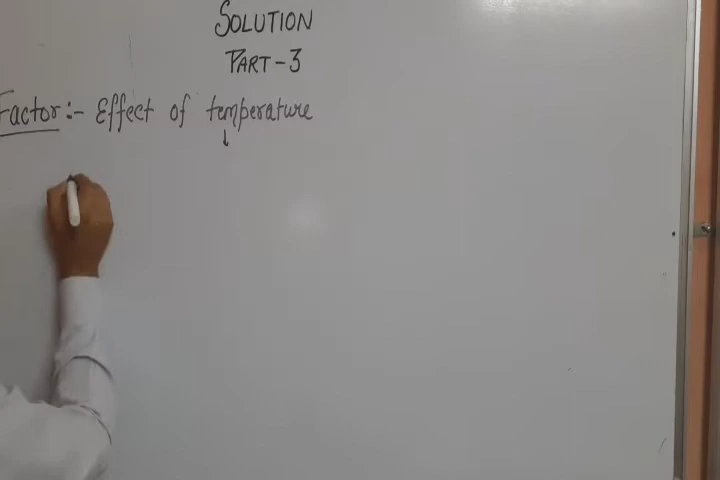 SOLUTION
PART-3
Factor:- Effect of temperature
↓